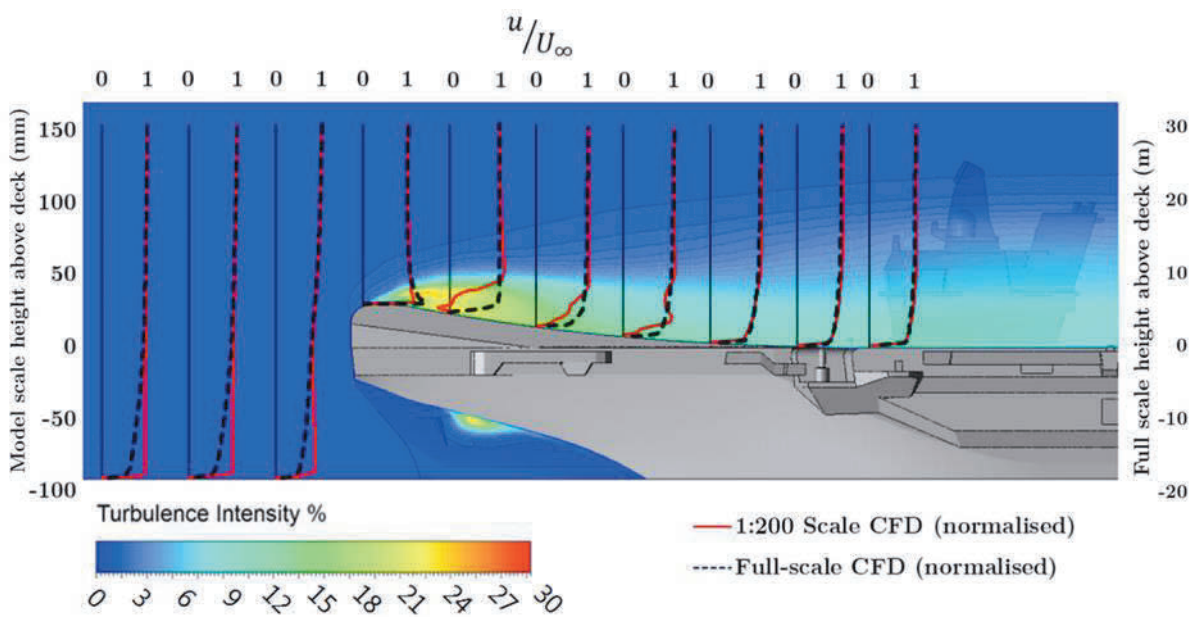 u/U∞
0 1 0 1 0 1 0 1 0 1 0 1 0 1 0 1 0 1 0 1
Model scale height above deck (mm)
150
100
50
0
-50
-100
30
20
10
0
-10
-20
Full scale height above deck (m)
Turbulence Intensity %
0 3 6 9 12 15 18 21 24 27 30
1:200 Scale CFD (normalised)
Full-scale CFD (normalised)